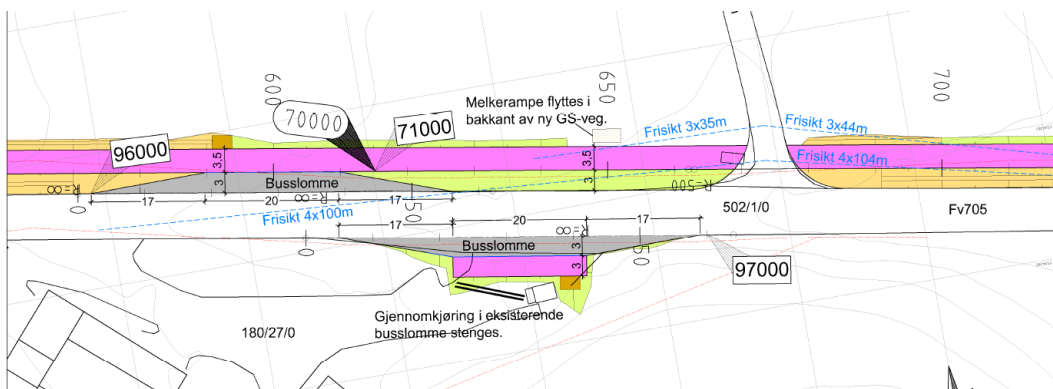 600
650
700
70000
71000
96000
Melkerampe flyttes i
bakkant av ny GS-veg.
Frisikt 3x35m
Frisikt 3x44m
Frisikt 4x104m
3.5
3.5
3
3
Busslomme
R=∞
R=∞
R=500
0
17
20
17
50
Frisikt 4x100m
502/1/0
Fv705
17
20
17
R=∞
Busslomme
3
3
0
50
97000
Gjennomkjøring i eksisterende
busslomme stenges.
180/27/0